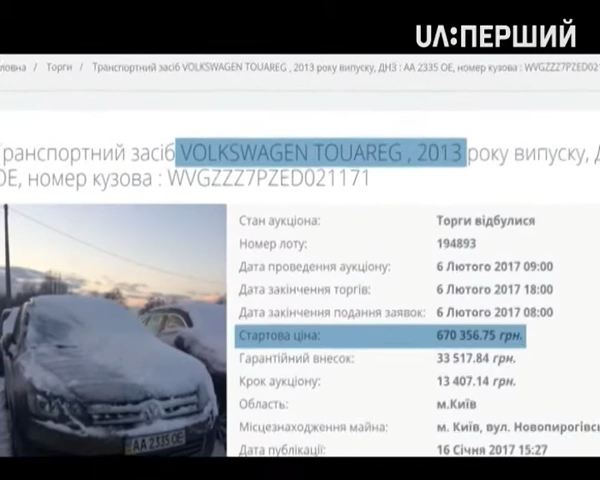 UA:ПЕРШИЙ
ловна / Торги / Транспортний засіб VOLKSWAGEN TOUAREG , 2013 року випуску, ДНЗ : АА 2335 ОЕ, номер кузова : WVGZZZ7PZED02
ранспортний засіб VOLKSWAGEN TOUAREG , 2013 року випуску, Д
ОЕ, номер кузова : WVGZZZ7PZED021171
Стан аукціона: Торги відбулися
Номер лоту: 194893
Дата проведення аукціону: 6 Лютого 2017 09:00
Дата закінчення торгів: 6 Лютого 2017 18:00
Дата закінчення подання заявок: 6 Лютого 2017 08:00
Стартова ціна: 670 356.75 грн.
Гарантійний внесок: 33 517.84 грн.
Крок аукціону: 13 407.14 грн.
Область: м.Київ
Місцезнаходження майна: м. Київ, вул. Новопирогівсь
Дата публікації: 16 Січня 2017 15:27
АА 2335 ОЕ